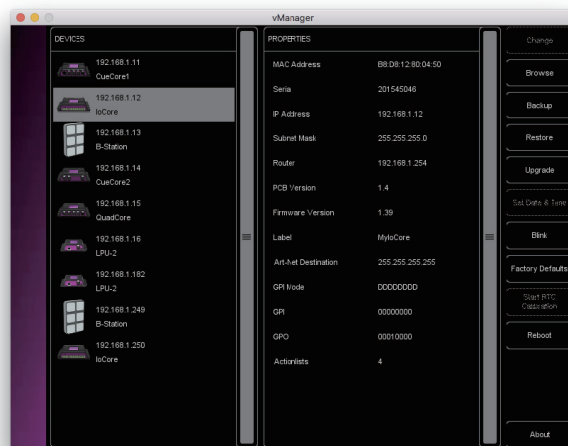 vManager
DEVICES
192.168.1.11
CueCore1
192.168.1.12
IoCore
192.168.1.13
B-Station
192.168.1.14
CueCore2
192.168.1.15
QuadCore
192.168.1.16
LPU-2
192.168.1.182
LPU-2
192.168.1.249
B-Station
192.168.1.250
IoCore
PROPERTIES
MAC Address B8:D8:12:60:04:50
Seria 201545046
IP Address 192.168.1.12
Subnet Mask 255.255.255.0
Router 192.168.1.254
PCB Version 1.4
Firmware Version 1.39
Label MyIoCore
Art-Net Destination 255.255.255.255
GPI Mode DDDDDDDD
GPI 00000000
GPO 00010000
Actionlists 4
Change
Browse
Backup
Restore
Upgrade
Set Date & Time
Blink
Factory Defaults
Start RTC
Calibration
Reboot
About